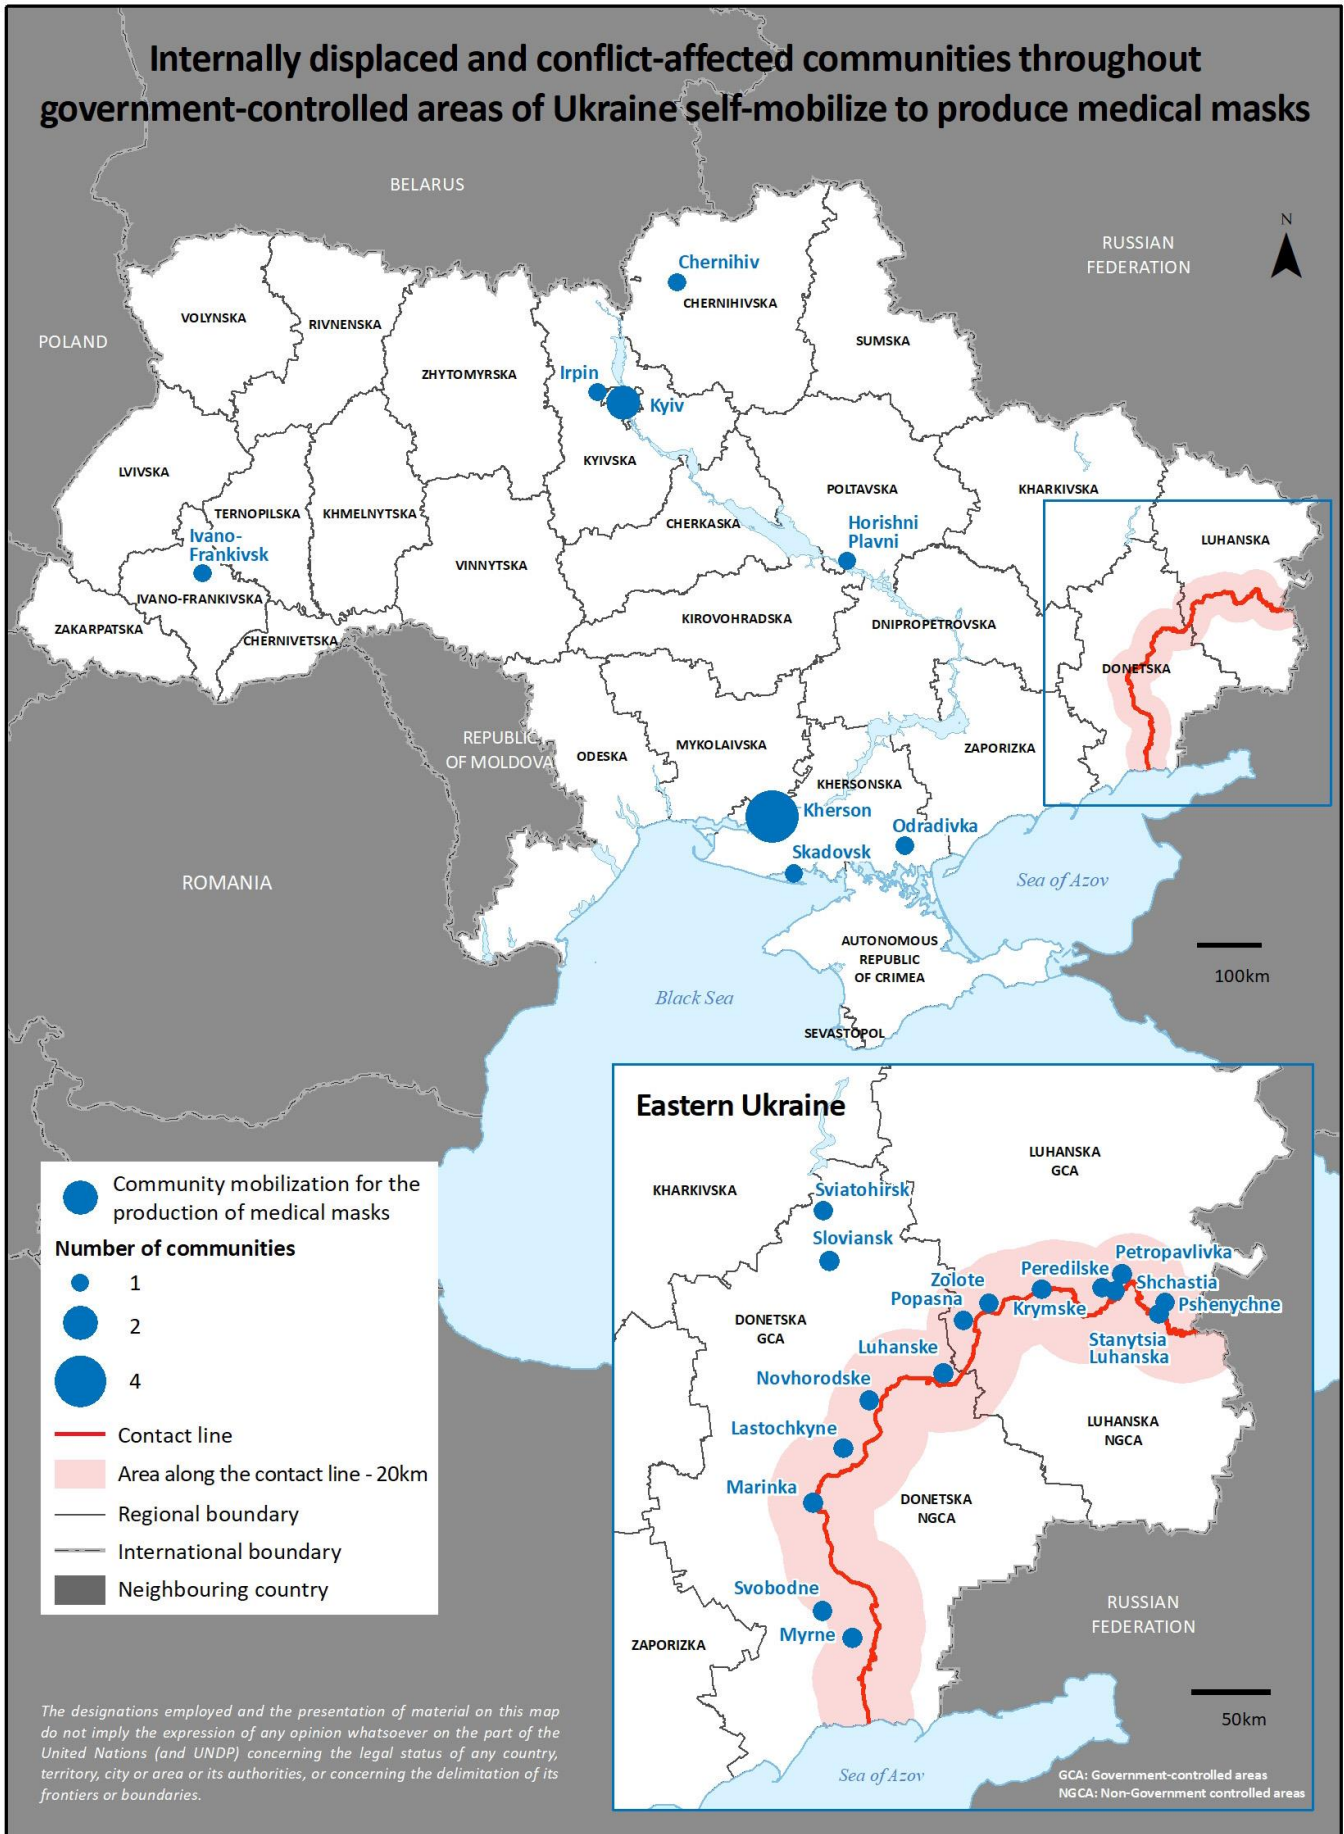 Internally displaced and conflict-affected communities throughout
government-controlled areas of Ukraine self-mobilize to produce medical masks
BELARUS
N
RUSSIAN
FEDERATION
POLAND
Chernihiv
CHERNIHIVSKA
VOLYNSKA
RIVNENSKA
SUMSKA
ZHYTOMYRSKA
Irpin
Kyiv
KYIVSKA
LVIVSKA
TERNOPILSKA
KHMELNYTSKA
POLTAVSKA
KHARKIVSKA
CHERKASKA
Horishni
Plavni
LUHANSKA
Ivano-
Frankivsk
VINNYTSKA
IVANO-FRANKIVSKA
ZAKARPATSKA
CHERNIVETSKA
KIROVOHRADSKA
DNIPROPETROVSKA
DONETSKA
REPUBLIC
OF MOLDOVA
ODESKA
MYKOLAIVSKA
ZAPORIZKA
KHERSONSKA
Kherson
Odradivka
Skadovsk
ROMANIA
Sea of Azov
AUTONOMOUS
REPUBLIC
OF CRIMEA
100km
Black Sea
SEVASTOPOL
Eastern Ukraine
LUHANSKA
GCA
KHARKIVSKA
Sviatohirsk
Sloviansk
Petropavlivka
Peredilske
Shchastia
Zolote
Popasna
Krymske
Pshenychne
DONETSKA
GCA
Stanytsia
Luhanska
Luhanske
Novhorodske
Lastochkyne
LUHANSKA
NGCA
Marinka
DONETSKA
NGCA
Svobodne
Myrne
RUSSIAN
FEDERATION
ZAPORIZKA
50km
Sea of Azov
GCA: Government-controlled areas
NGCA: Non-Government controlled areas
Community mobilization for the
production of medical masks
Number of communities
1
2
4
Contact line
Area along the contact line - 20km
Regional boundary
International boundary
Neighbouring country
The designations employed and the presentation of material on this map
do not imply the expression of any opinion whatsoever on the part of the
United Nations (and UNDP) concerning the legal status of any country,
territory, city or area or its authorities, or concerning the delimitation of its
frontiers or boundaries.